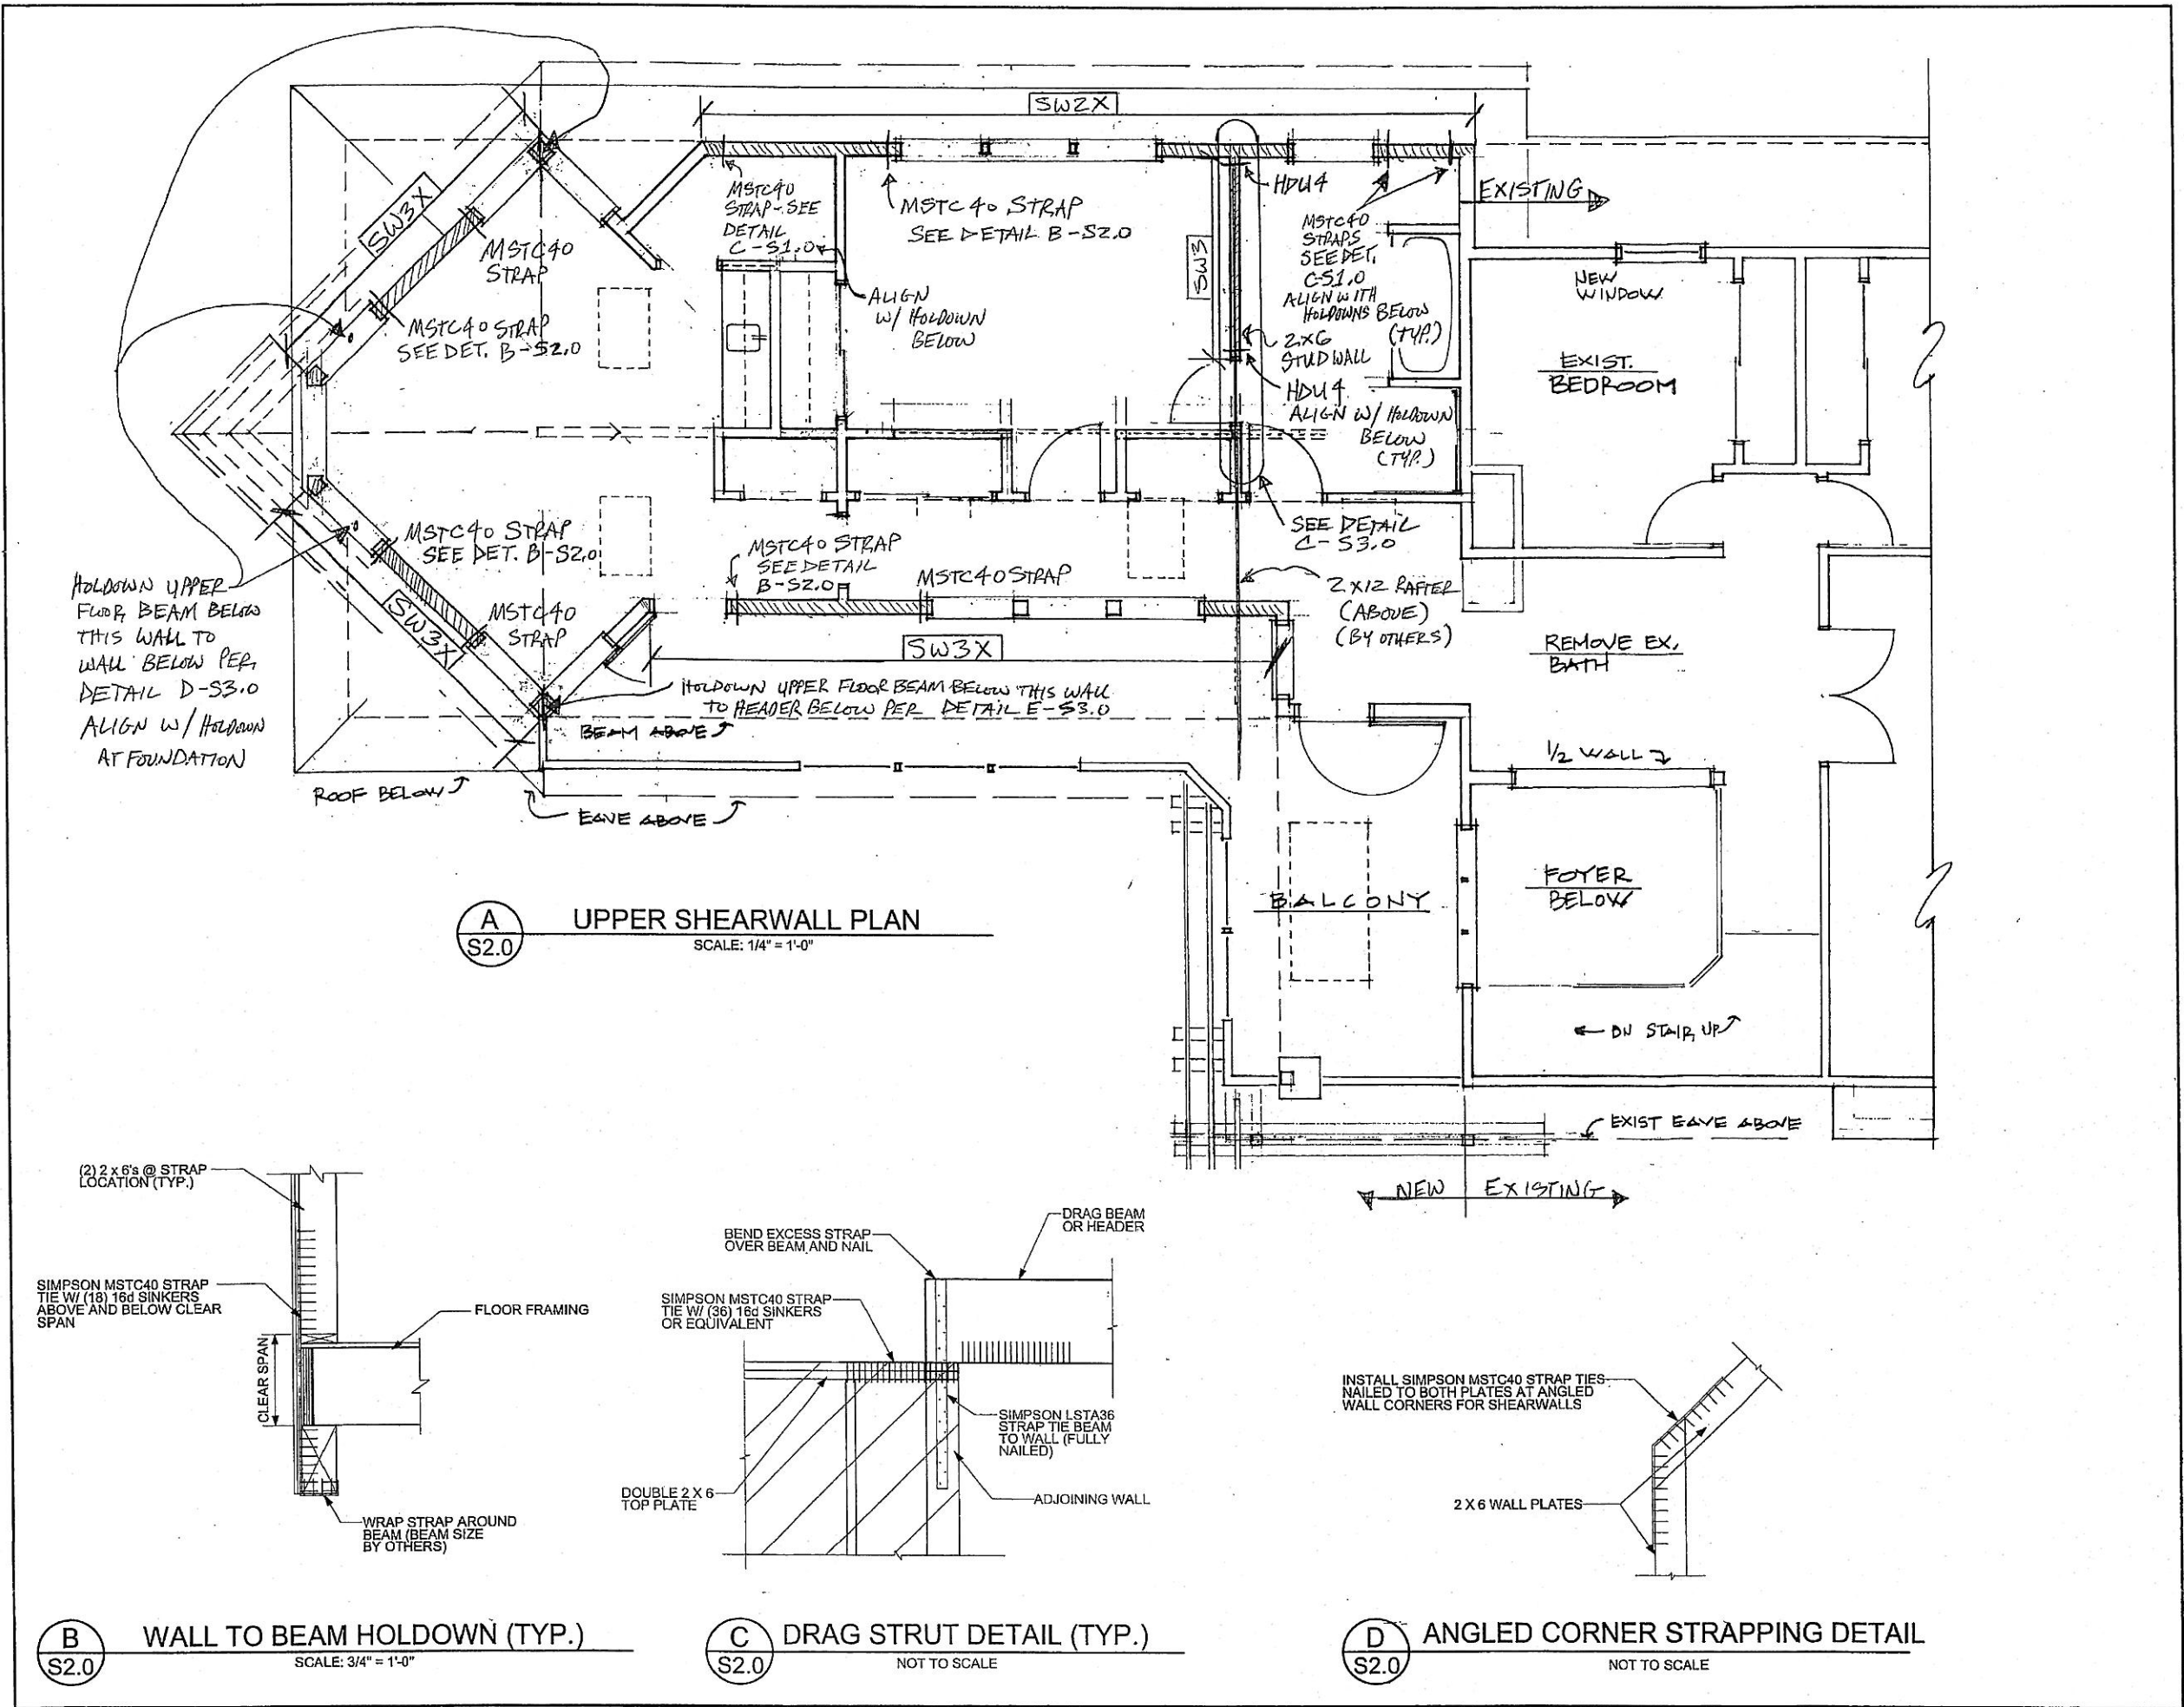 SW2X
SW3X
MSTC40
STRAP
MSTC40 STRAP
SEE DET. B-S2.0
MSTC40
STRAP-SEE
DETAIL
C-S1.0
MSTC40 STRAP
SEE DETAIL B-S2.0
ALIGN
W/ HOLDOWN
BELOW
SW3
HDU4
MSTC40
STRAPS
SEE DET.
C-S1.0
ALIGN WITH
HOLDOWNS BELOW
(TYP.)
2X6
STUD WALL
HDU4
ALIGN W/ HOLDOWN
BELOW
(TYP.)
EXISTING
NEW
WINDOW
EXIST.
BEDROOM
SEE DETAIL
C-S3.0
2X12 RAFTER
(ABOVE)
(BY OTHERS)
MSTC40 STRAP
SEE DET. B-S2.0
MSTC40
STRAP
SW3X
MSTC40 STRAP
SEE DETAIL
B-S2.0
MSTC40 STRAP
SW3X
HOLDOWN UPPER
FLOOR BEAM BELOW
THIS WALL TO
WALL BELOW PER
DETAIL D-S3.0
ALIGN W/ HOLDOWN
AT FOUNDATION
HOLDOWN UPPER FLOOR BEAM BELOW THIS WALL
TO HEADER BELOW PER DETAIL E-S3.0
BEAM ABOVE
ROOF BELOW
EAVE ABOVE
REMOVE EX.
BATH
1/2 WALL
FOYER
BELOW
BALCONY
DN STAIR UP
EXIST EAVE ABOVE
NEW EXISTING
A
S2.0
UPPER SHEARWALL PLAN
SCALE: 1/4" = 1'-0"
(2) 2 x 6's @ STRAP
LOCATION (TYP.)
SIMPSON MSTC40 STRAP
TIE W/ (18) 16d SINKERS
ABOVE AND BELOW CLEAR
SPAN
FLOOR FRAMING
CLEAR SPAN
WRAP STRAP AROUND
BEAM (BEAM SIZE
BY OTHERS)
B
S2.0
WALL TO BEAM HOLDOWN (TYP.)
SCALE: 3/4" = 1'-0"
BEND EXCESS STRAP
OVER BEAM AND NAIL
DRAG BEAM
OR HEADER
SIMPSON MSTC40 STRAP
TIE W/ (36) 16d SINKERS
OR EQUIVALENT
SIMPSON LSTA36
STRAP TIE BEAM
TO WALL (FULLY
NAILED)
DOUBLE 2 X 6
TOP PLATE
ADJOINING WALL
C
S2.0
DRAG STRUT DETAIL (TYP.)
NOT TO SCALE
INSTALL SIMPSON MSTC40 STRAP TIES
NAILED TO BOTH PLATES AT ANGLED
WALL CORNERS FOR SHEARWALLS
2 X 6 WALL PLATES
D
S2.0
ANGLED CORNER STRAPPING DETAIL
NOT TO SCALE